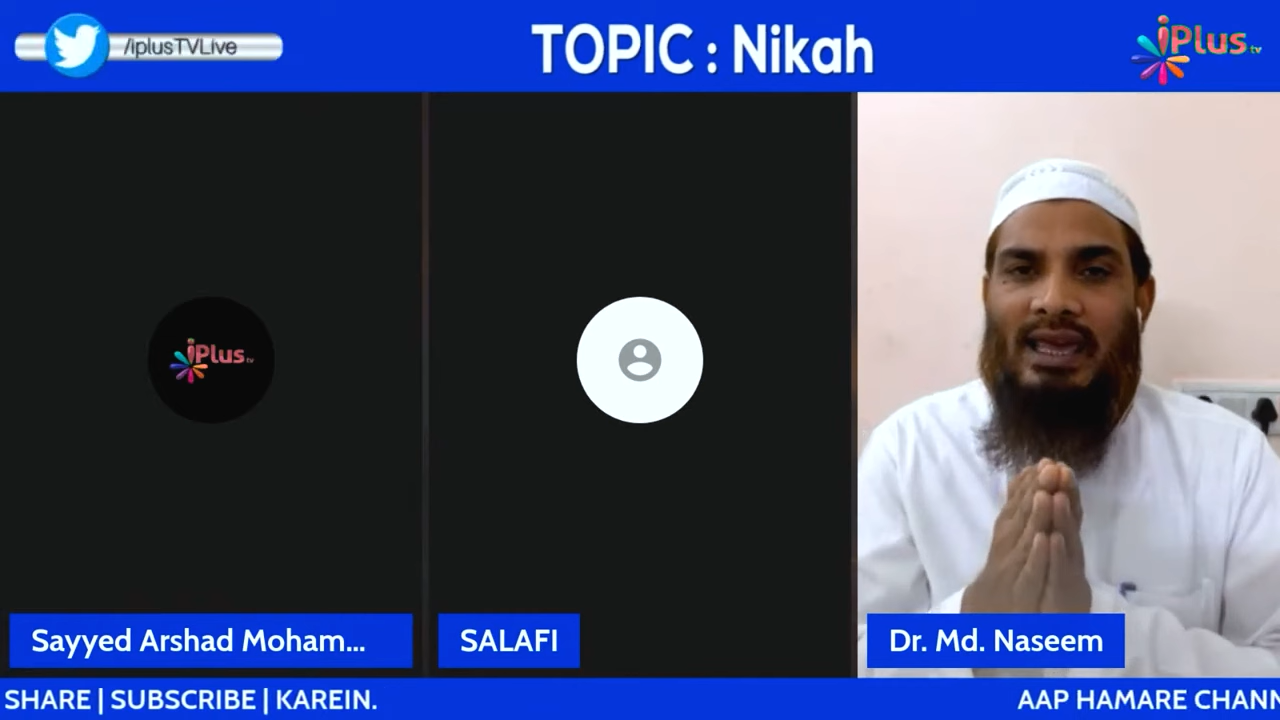 /iplusTVLive
TOPIC : Nikah
iPlus tv
iPlus tv
Sayyed Arshad Moham...
SALAFI
Dr. Md. Naseem
SHARE | SUBSCRIBE | KAREIN.
AAP HAMARE CHANN